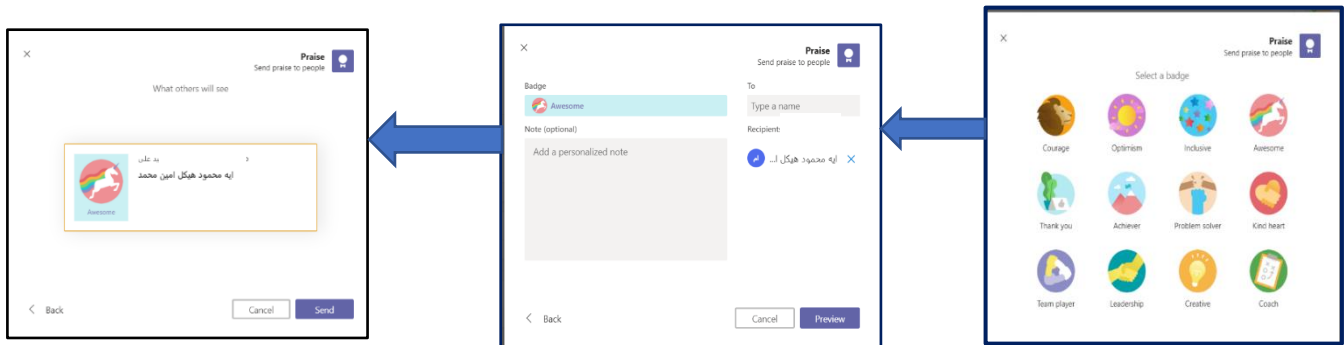 Praise
Send praise to people
Select a badge
Courage
Optimism
Inclusive
Awesome
Thank you
Achiever
Problem solver
Kind heart
Team player
Leadership
Creative
Coach
Praise
Send praise to people
Badge
To
Awesome
Type a name
Note (optional)
Recipient:
Add a personalized note
ايه محمود هيكل ا...
Back
Cancel
Preview
Praise
Send praise to people
What others will see
يد على
ايه محمود هيكل امين محمد
Awesome
Back
Cancel
Send